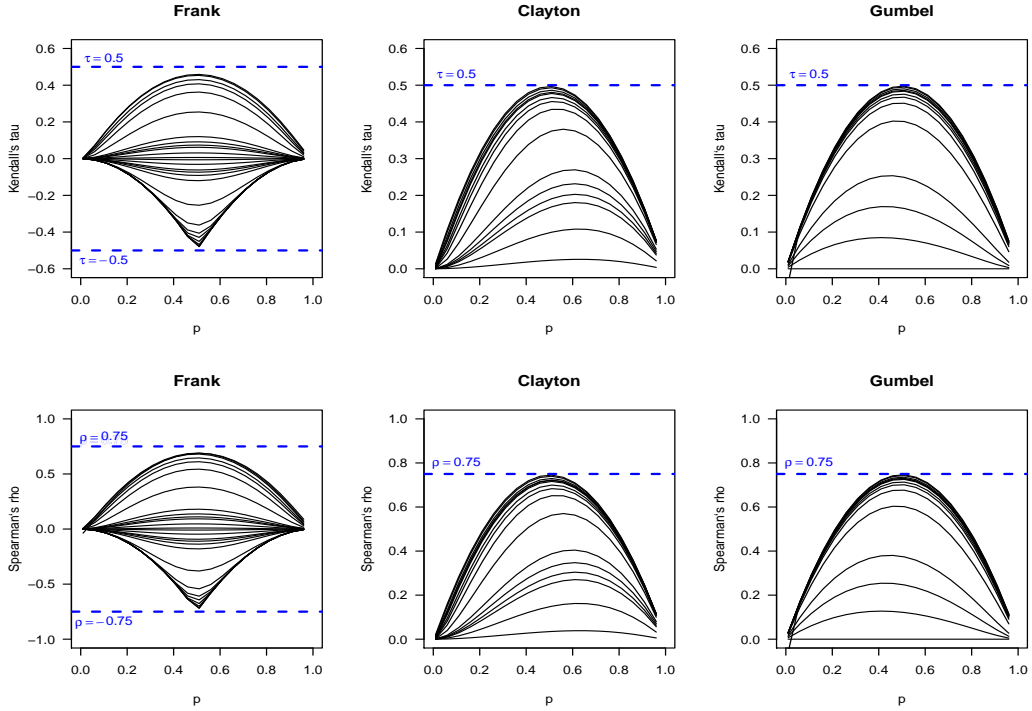 Frank
Clayton
Gumbel
Kendall's tau
0.6
0.4
0.2
0.0
−0.2
−0.4
−0.6
τ = 0.5
τ = −0.5
0.0 0.2 0.4 0.6 0.8 1.0
p
Kendall's tau
0.6
0.5
0.4
0.3
0.2
0.1
0.0
τ = 0.5
0.0 0.2 0.4 0.6 0.8 1.0
p
Kendall's tau
0.6
0.5
0.4
0.3
0.2
0.1
0.0
τ = 0.5
0.0 0.2 0.4 0.6 0.8 1.0
p
Frank
Clayton
Gumbel
Spearman's rho
1.0
0.5
0.0
−0.5
−1.0
ρ = 0.75
ρ = −0.75
0.0 0.2 0.4 0.6 0.8 1.0
p
Spearman's rho
1.0
0.8
0.6
0.4
0.2
0.0
ρ = 0.75
0.0 0.2 0.4 0.6 0.8 1.0
p
Spearman's rho
1.0
0.8
0.6
0.4
0.2
0.0
ρ = 0.75
0.0 0.2 0.4 0.6 0.8 1.0
p